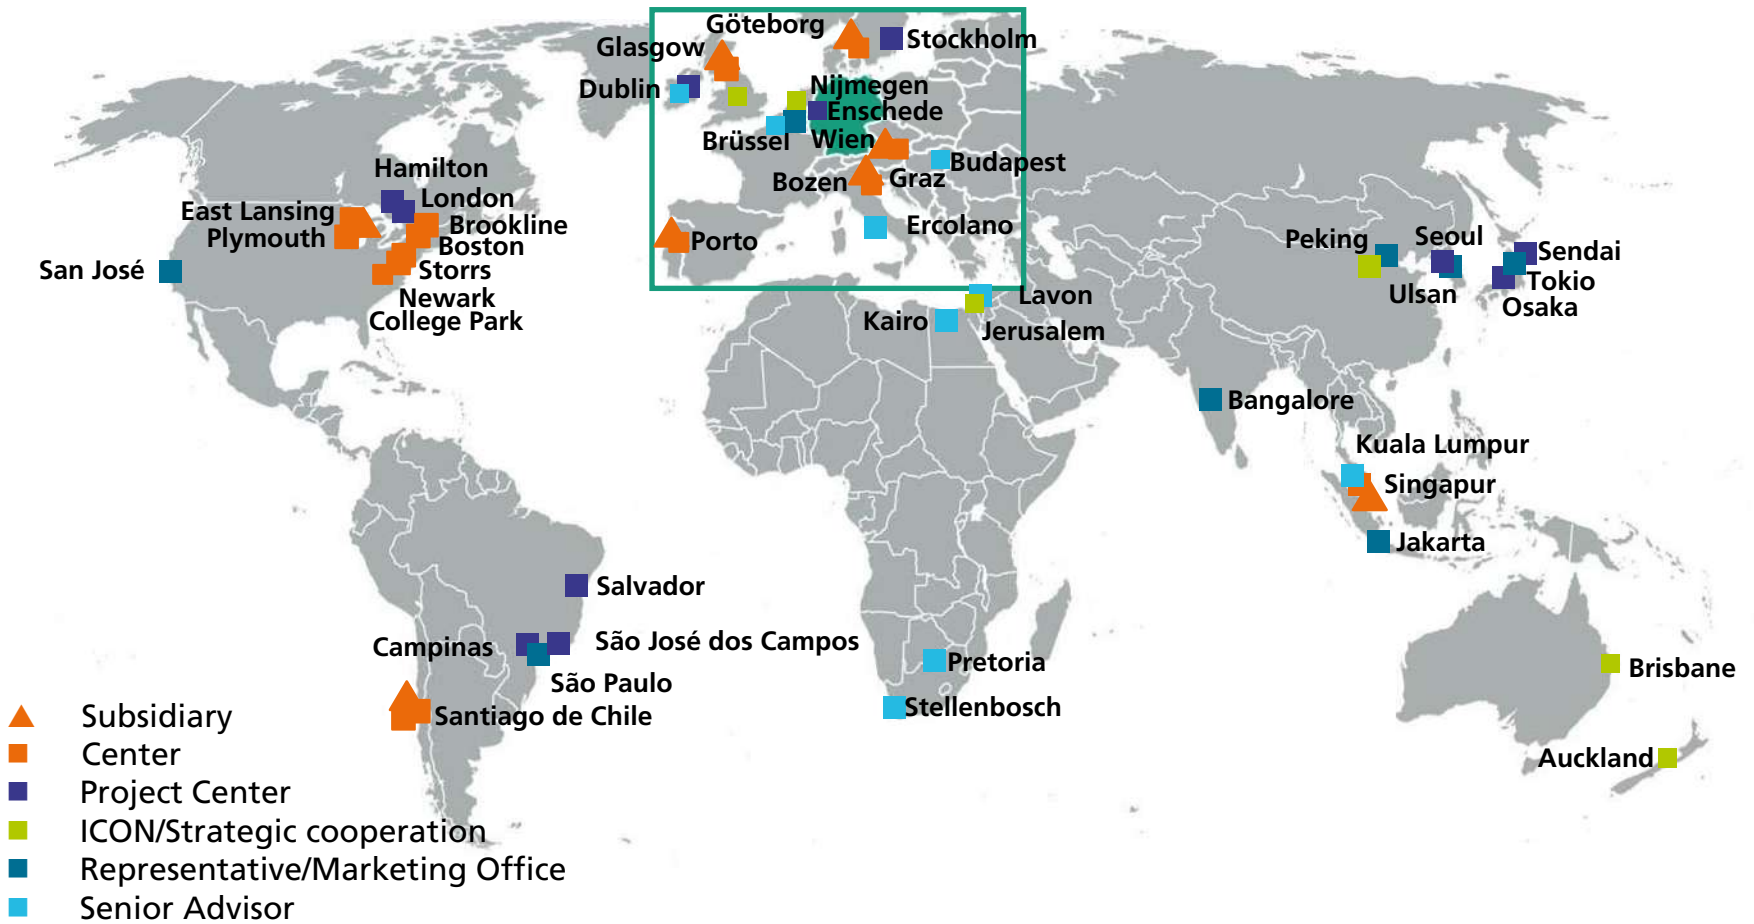 Göteborg
Stockholm
Glasgow
Dublin
Nijmegen
Enschede
Brüssel
Wien
Budapest
Bozen
Graz
Ercolano
Porto
Hamilton
London
East Lansing
Brookline
Plymouth
Boston
San José
Storrs
Newark
College Park
Peking
Seoul
Sendai
Ulsan
Tokio
Osaka
Lavon
Kairo
Jerusalem
Bangalore
Kuala Lumpur
Singapur
Jakarta
Salvador
Campinas
São José dos Campos
São Paulo
Santiago de Chile
Pretoria
Stellenbosch
Brisbane
Auckland
Subsidiary
Center
Project Center
ICON/Strategic cooperation
Representative/Marketing Office
Senior Advisor